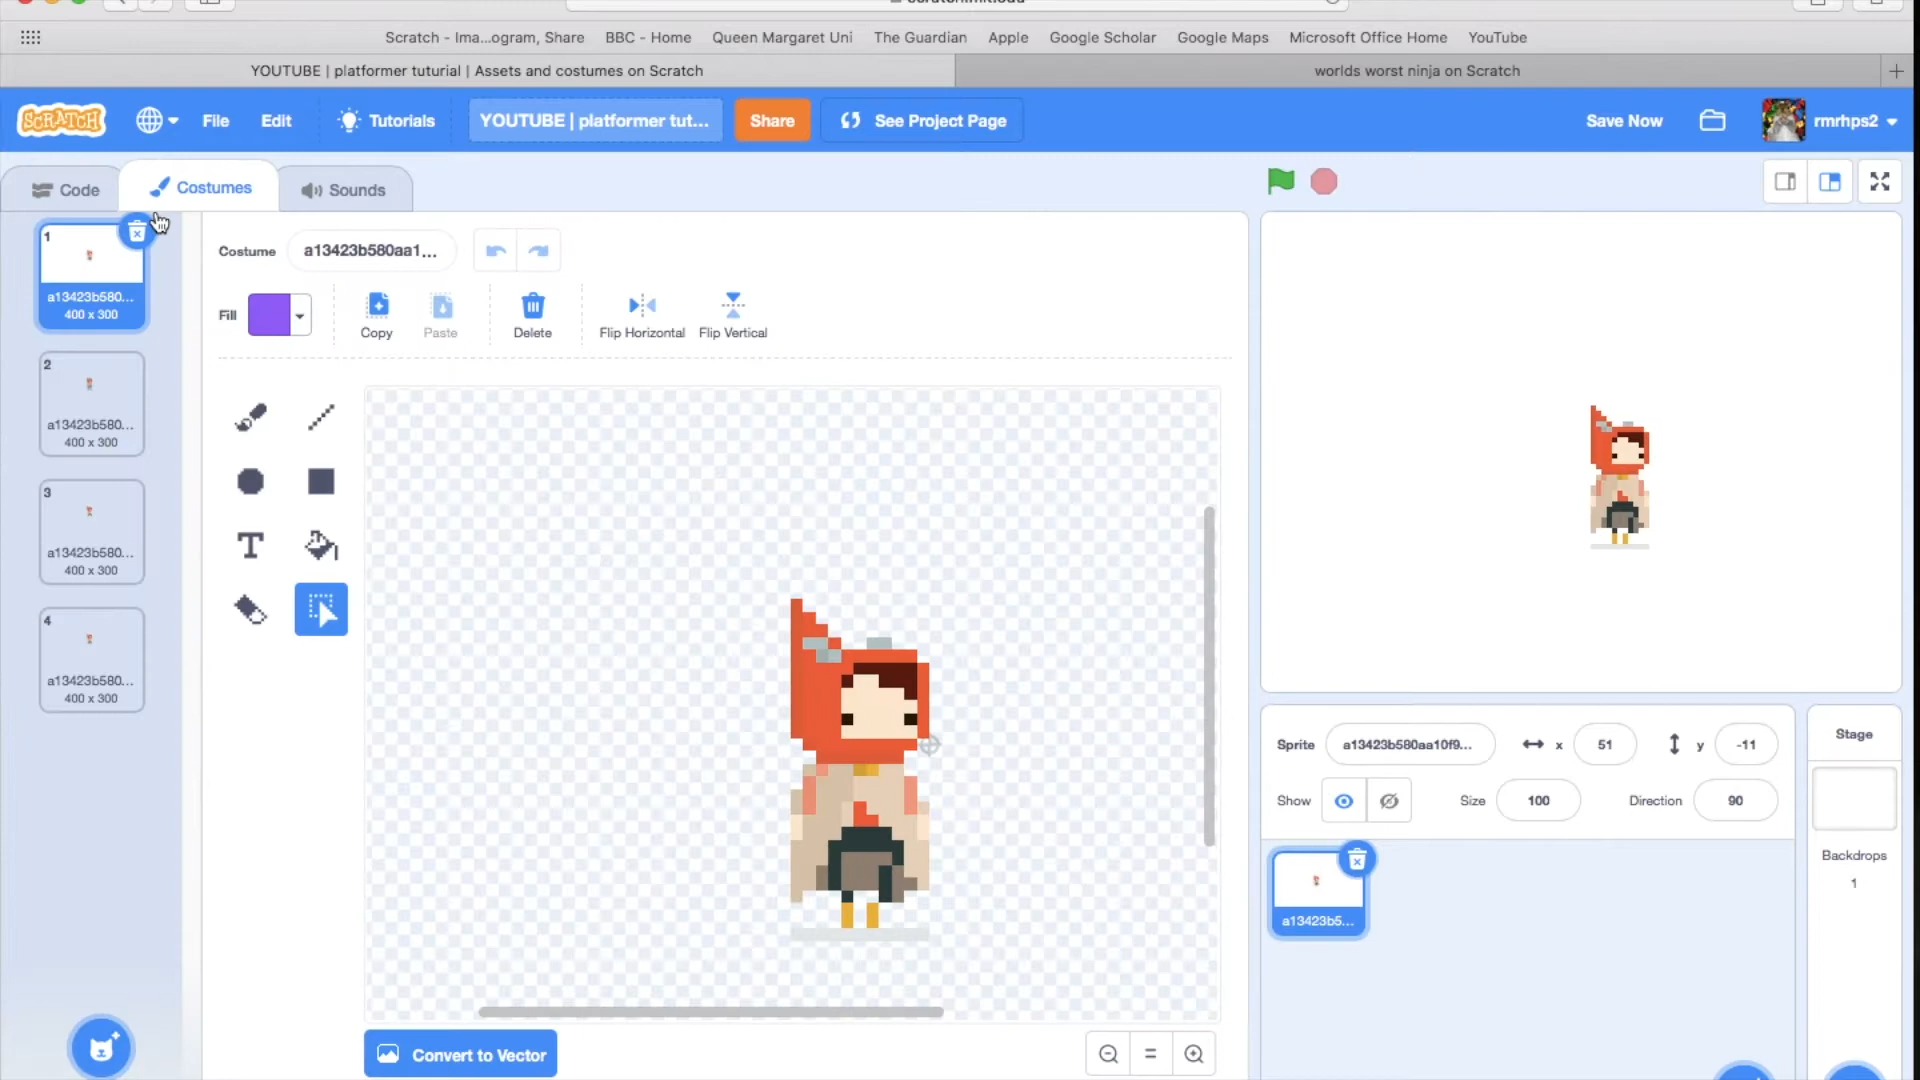 Scratch - Ima...ogram, Share
BBC - Home
Queen Margaret Uni
The Guardian
Apple
Google Scholar
Google Maps
Microsoft Office Home
YouTube
YOUTUBE | platformer tuturial | Assets and costumes on Scratch
worlds worst ninja on Scratch
SCRATCH
File
Edit
Tutorials
YOUTUBE | platformer tut...
Share
See Project Page
Save Now
rmrhps2
Code
Costumes
Sounds
1
a13423b580...
400 x 300
2
a13423b580...
400 x 300
3
a13423b580...
400 x 300
4
a13423b580...
400 x 300
Costume
a13423b580aa1...
Fill
Copy
Paste
Delete
Flip Horizontal
Flip Vertical
T
Convert to Vector
Sprite
a13423b580aa10f9...
x
51
y
-11
Show
Size
100
Direction
90
a13423b5...
Stage
Backdrops
1